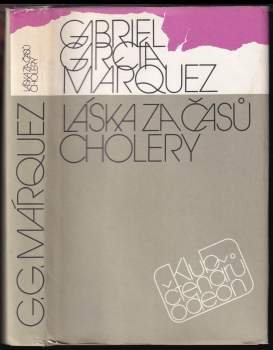 GABRIEL
GARCÍA
MÁRQUEZ
LÁSKA ZA ČASŮ
CHOLERY
klub
čtenářů
odeon
LÁSKA ZA ČASŮ
CHOLERY
G. G. MÁRQUEZ